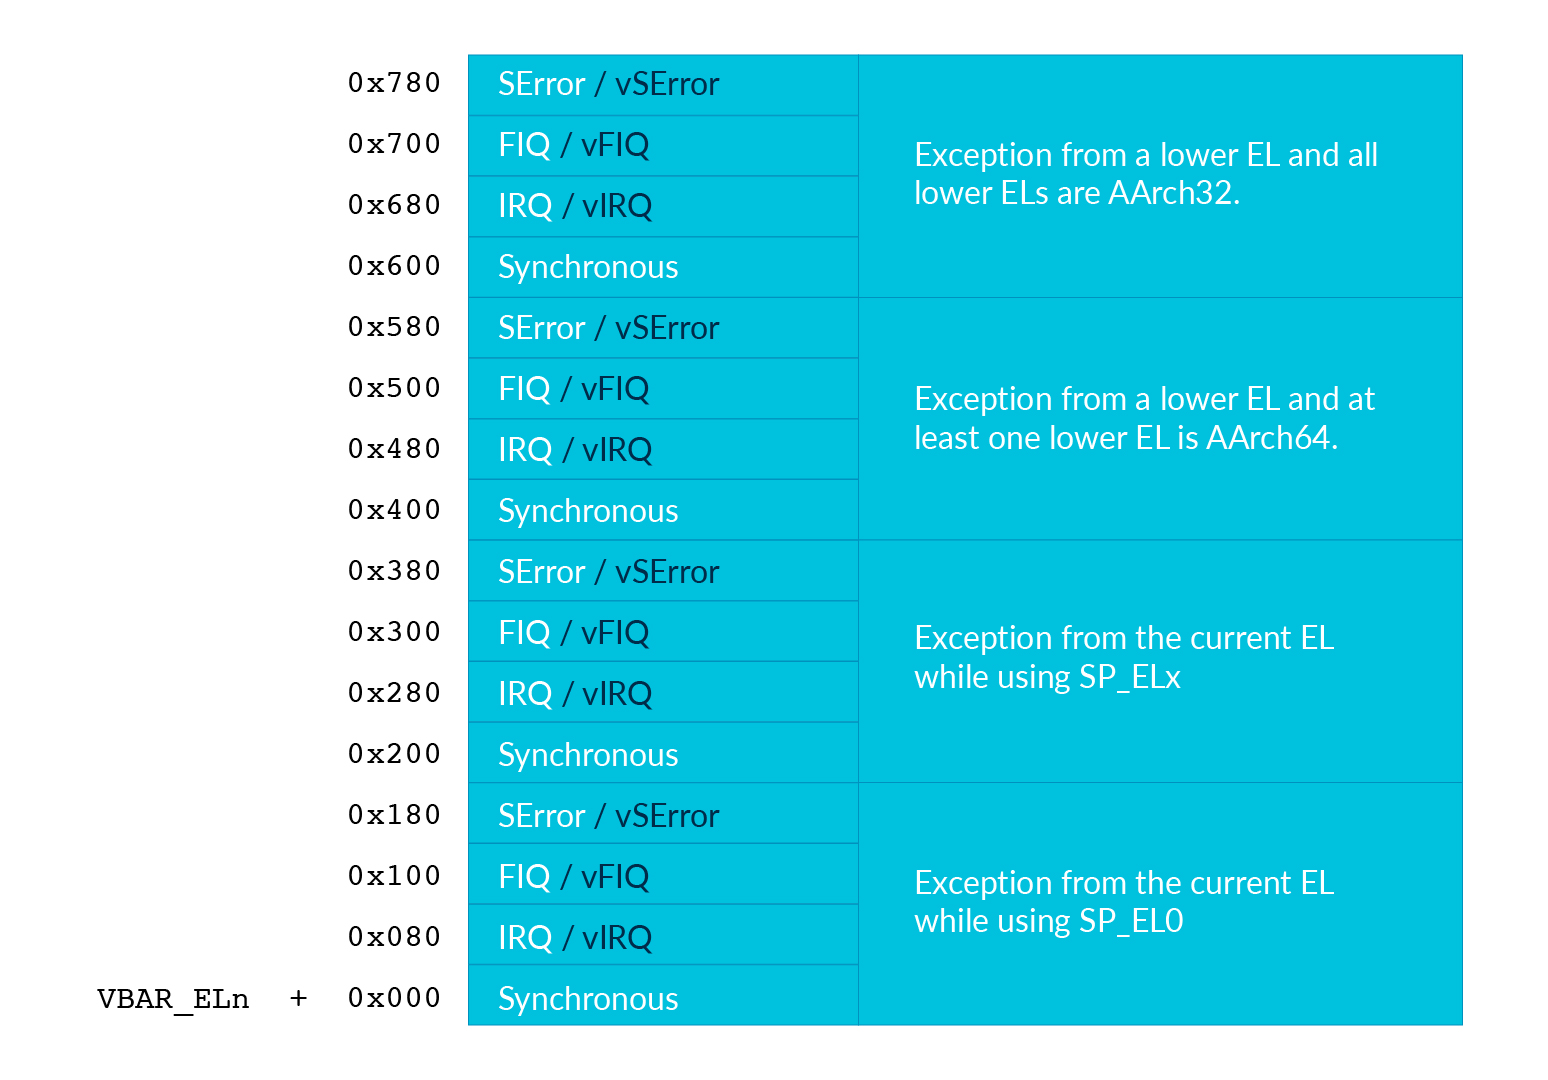 0x780 SError / vSError
0x700 FIQ / vFIQ
Exception from a lower EL and all
lower ELs are AArch32.
0x680 IRQ / vIRQ
0x600 Synchronous
0x580 SError / vSError
0x500 FIQ / vFIQ
Exception from a lower EL and at
least one lower EL is AArch64.
0x480 IRQ / vIRQ
0x400 Synchronous
0x380 SError / vSError
0x300 FIQ / vFIQ
Exception from the current EL
while using SP_ELx
0x280 IRQ / vIRQ
0x200 Synchronous
0x180 SError / vSError
0x100 FIQ / vFIQ
Exception from the current EL
while using SP_EL0
0x080 IRQ / vIRQ
VBAR_ELn + 0x000 Synchronous